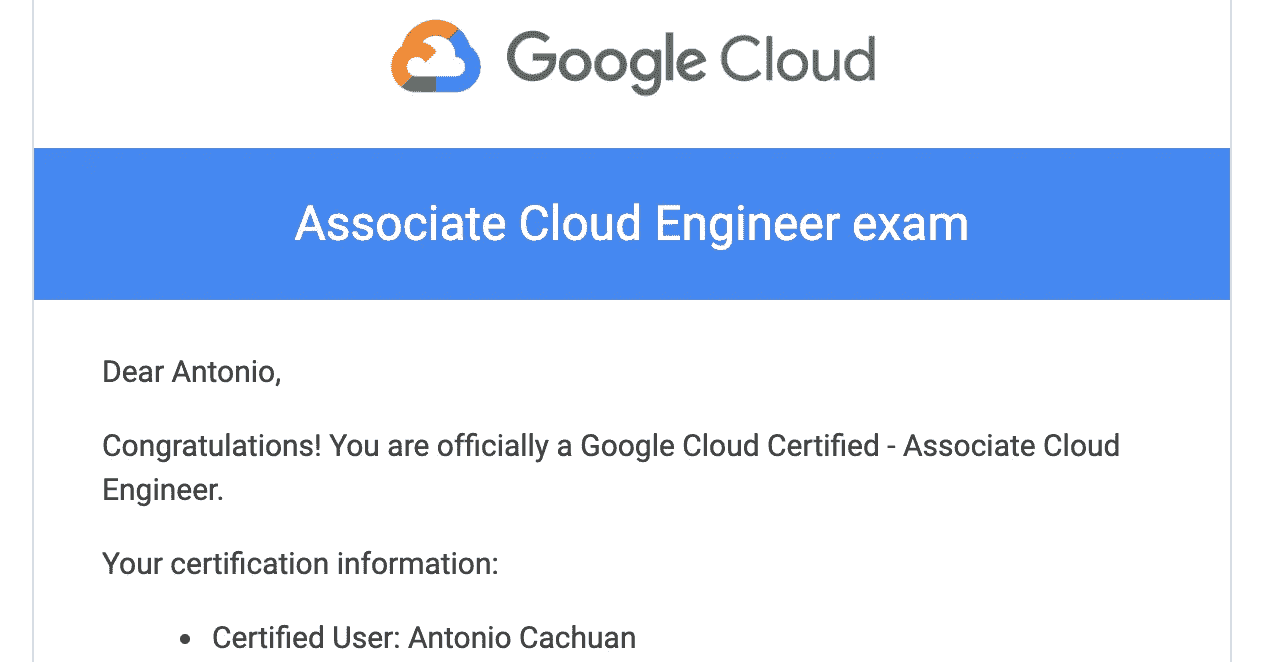 Google Cloud
Associate Cloud Engineer exam
Dear Antonio,
Congratulations! You are officially a Google Cloud Certified - Associate Cloud
Engineer.
Your certification information:
• Certified User: Antonio Cachuan